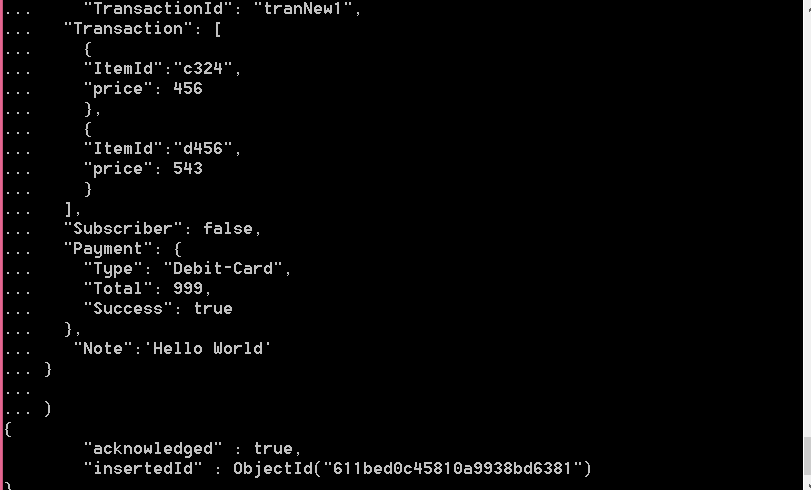 ...     "TransactionId": "tranNew1",
...   "Transaction": [
...     {
...     "ItemId":"c324",
...     "price": 456
...     },
...     {
...     "ItemId":"d456",
...     "price": 543
...     }
...   ],
...   "Subscriber": false,
...   "Payment": {
...     "Type": "Debit-Card",
...     "Total": 999,
...     "Success": true
...   },
...    "Note":'Hello World'
... }
...
... )
{
        "acknowledged" : true,
        "insertedId" : ObjectId("611bed0c45810a9938bd6381")
}